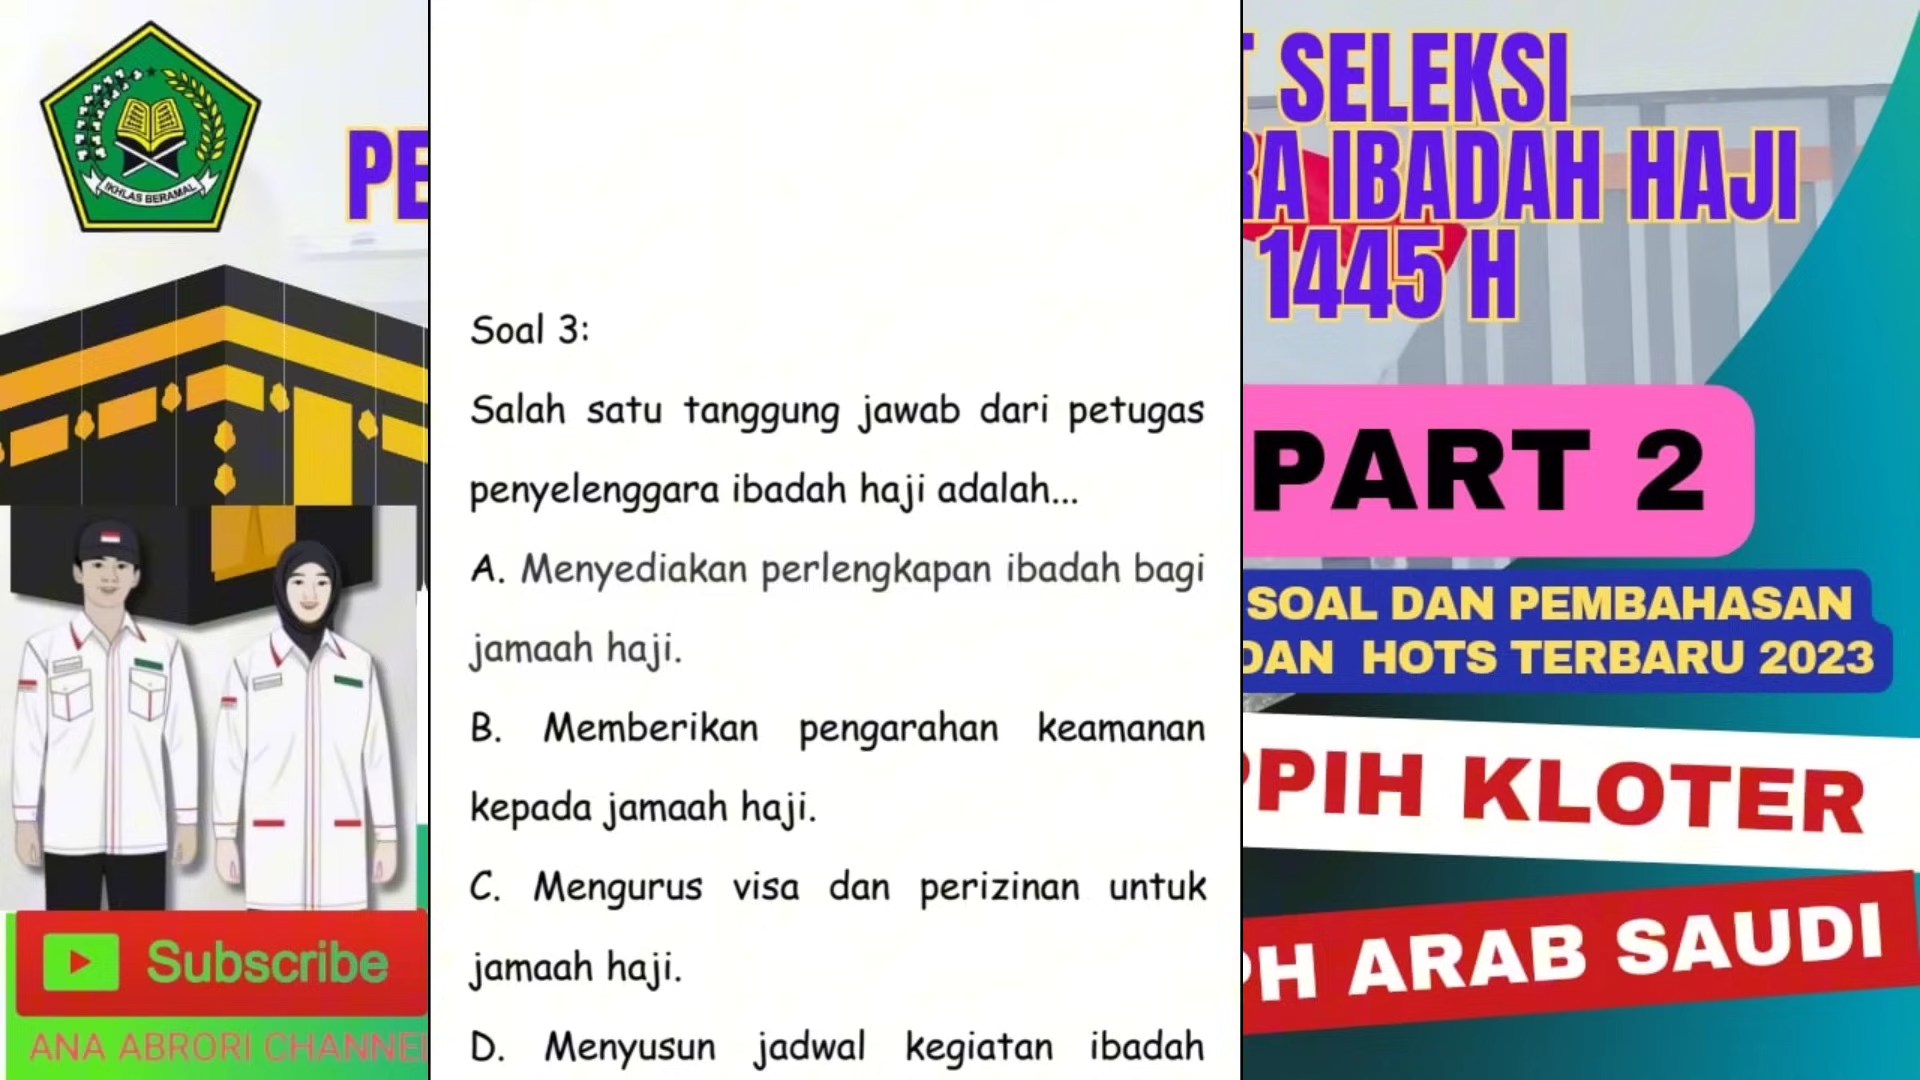 IKHLAS BERAMAL
PE
Subscribe
ANA ABRORI CHANNEL
Soal 3:
Salah satu tanggung jawab dari petugas
penyelenggara ibadah haji adalah...
A. Menyediakan perlengkapan ibadah bagi
jamaah haji.
B. Memberikan pengarahan keamanan
kepada jamaah haji.
C. Mengurus visa dan perizinan untuk
jamaah haji.
D. Menyusun jadwal kegiatan ibadah
T SELEKSI
RA IBADAH HAJI
1445 H
PART 2
SOAL DAN PEMBAHASAN
DAN HOTS TERBARU 2023
PPIH KLOTER
PH ARAB SAUDI